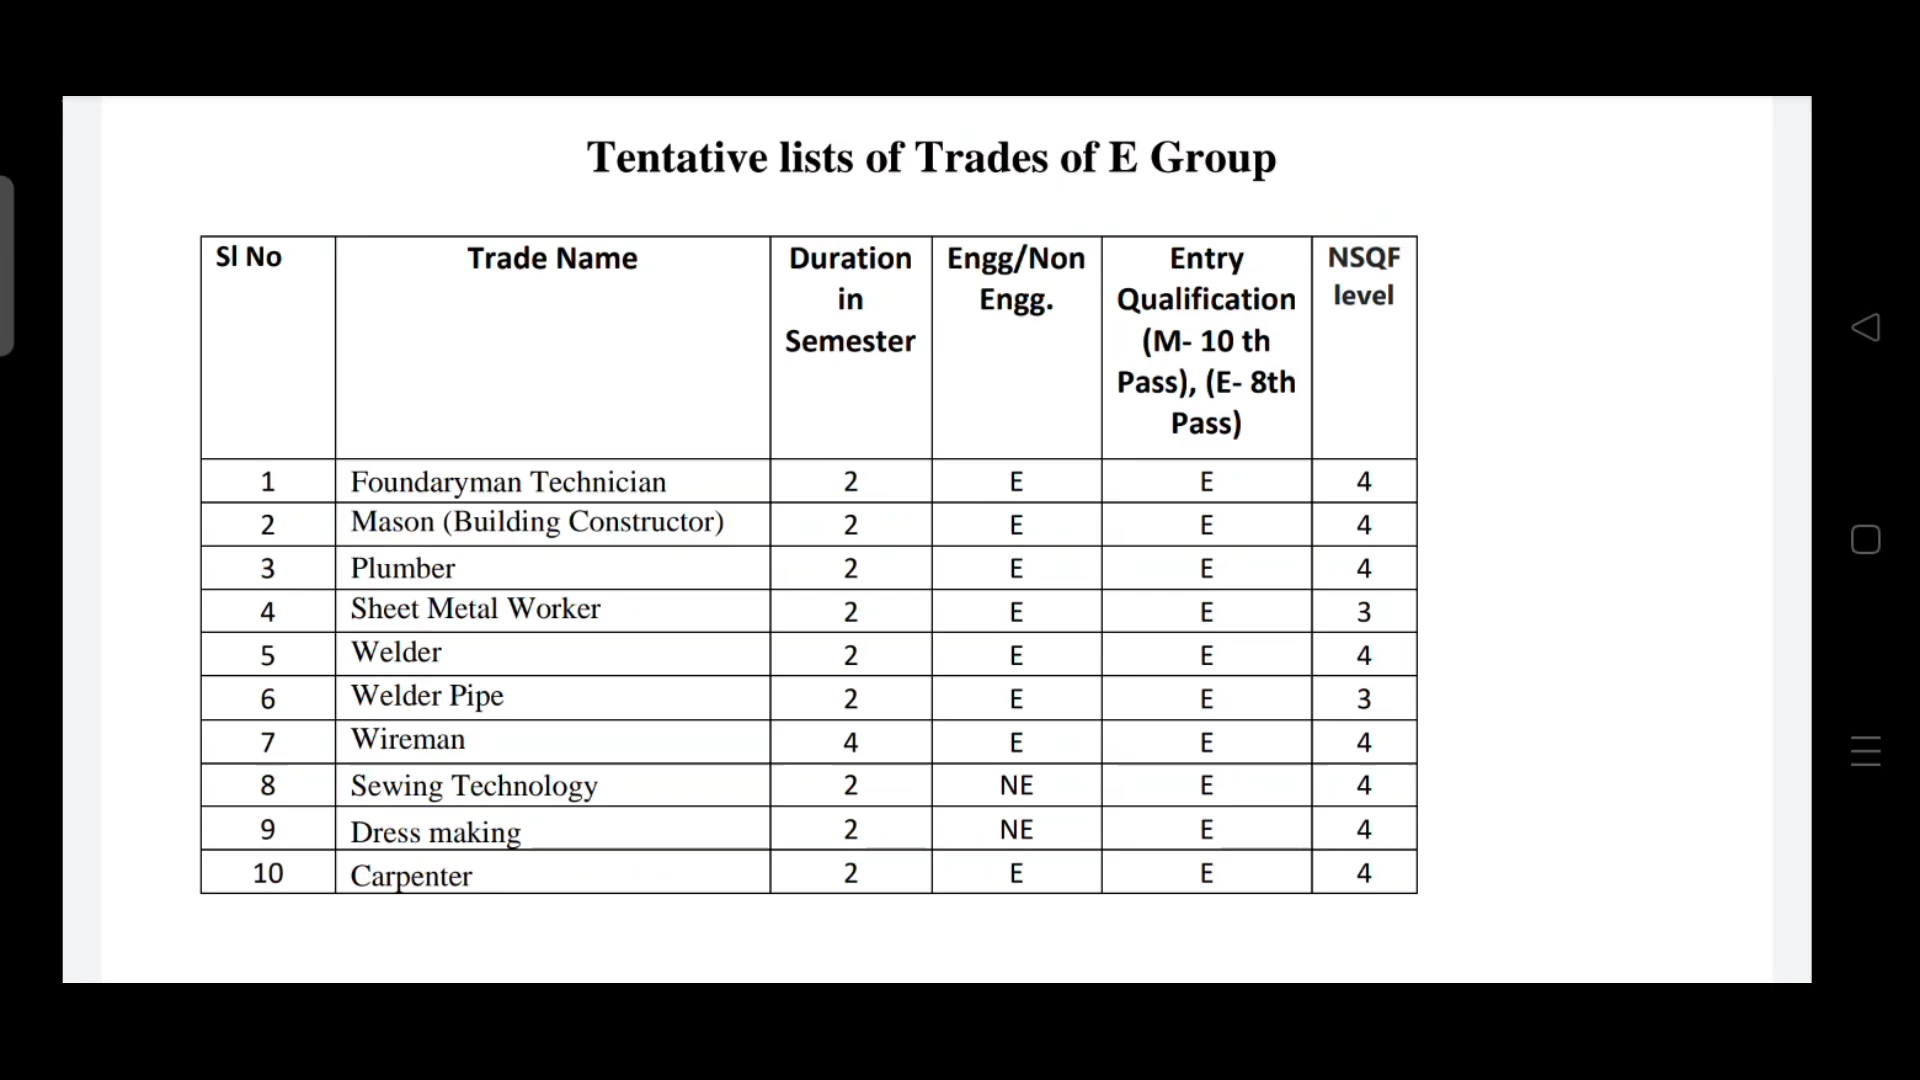 Tentative lists of Trades of E Group
Sl No Trade Name Duration in Semester Engg/Non Engg. Entry Qualification (M- 10 th Pass), (E- 8th Pass) NSQF level
1 Foundaryman Technician 2 E E 4
2 Mason (Building Constructor) 2 E E 4
3 Plumber 2 E E 4
4 Sheet Metal Worker 2 E E 3
5 Welder 2 E E 4
6 Welder Pipe 2 E E 3
7 Wireman 4 E E 4
8 Sewing Technology 2 NE E 4
9 Dress making 2 NE E 4
10 Carpenter 2 E E 4